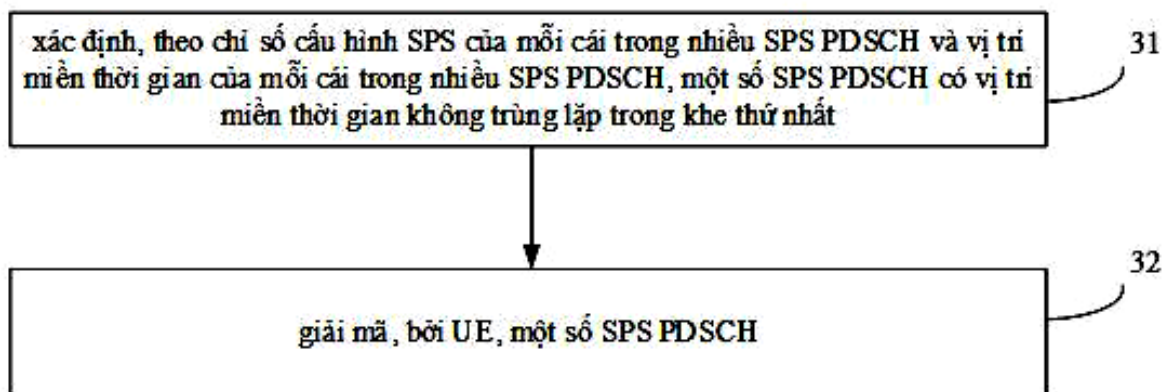 xác định, theo chỉ số cấu hình SPS của mỗi cái trong nhiều SPS PDSCH và vị trí
miền thời gian của mỗi cái trong nhiều SPS PDSCH, một số SPS PDSCH có vị trí
miền thời gian không trùng lặp trong khe thứ nhất
31
giải mã, bởi UE, một số SPS PDSCH
32